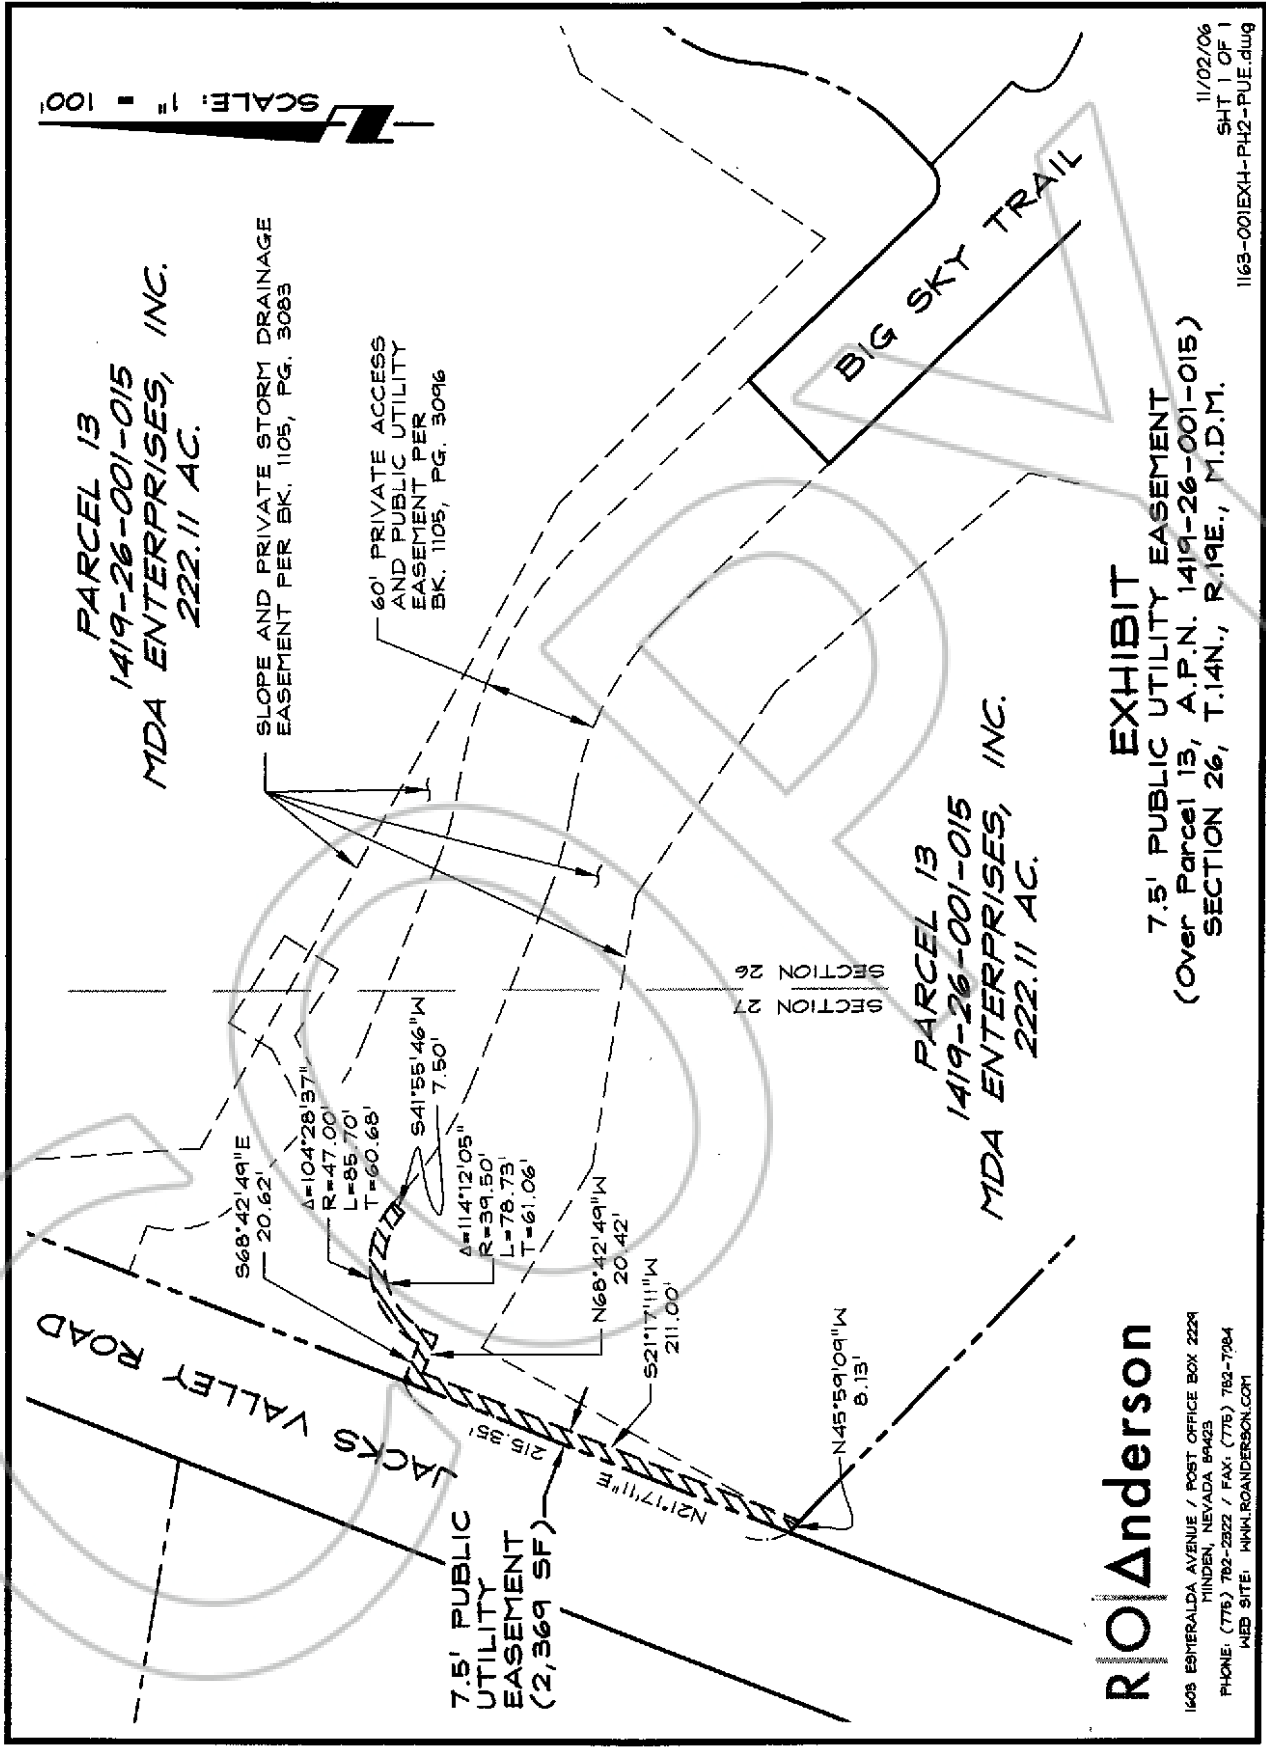 SCALE: 1" = 100'
PARCEL 13
1419-26-001-015
MDA ENTERPRISES, INC.
222.11 AC.
SLOPE AND PRIVATE STORM DRAINAGE
EASEMENT PER BK. 1105, PG. 3083
60' PRIVATE ACCESS
AND PUBLIC UTILITY
EASEMENT PER
BK. 1105, PG. 3096
BIG SKY TRAIL
SECTION 26
SECTION 27
S68°42'49"E
20.62'
Δ=104°28'37"
R=47.00'
L=85.70'
T=60.68'
S41°55'46"W
7.50'
Δ=114°12'05"
R=39.50'
L=78.73'
T=61.06'
N68°42'49"W
20.42'
S21°17'11"W
211.00'
N45°59'09"W
8.13'
JACKS VALLEY ROAD
215.35'
N21°17'11"E
7.5' PUBLIC
UTILITY
EASEMENT
(2,369 SF)
PARCEL 13
1419-26-001-015
MDA ENTERPRISES, INC.
222.11 AC.
EXHIBIT
7.5' PUBLIC UTILITY EASEMENT
(Over Parcel 13, A.P.N. 1419-26-001-015)
SECTION 26, T.14N., R.19E., M.D.M.
RO Anderson
1603 ESMERALDA AVENUE / POST OFFICE BOX 2229
MINDEN, NEVADA 89423
PHONE: (775) 782-2322 / FAX: (775) 782-7084
WEB SITE: WWW.ROANDERSON.COM
11/02/06
SHT 1 OF 1
1163-001EXH-PH2-PUE.dwg
COPY